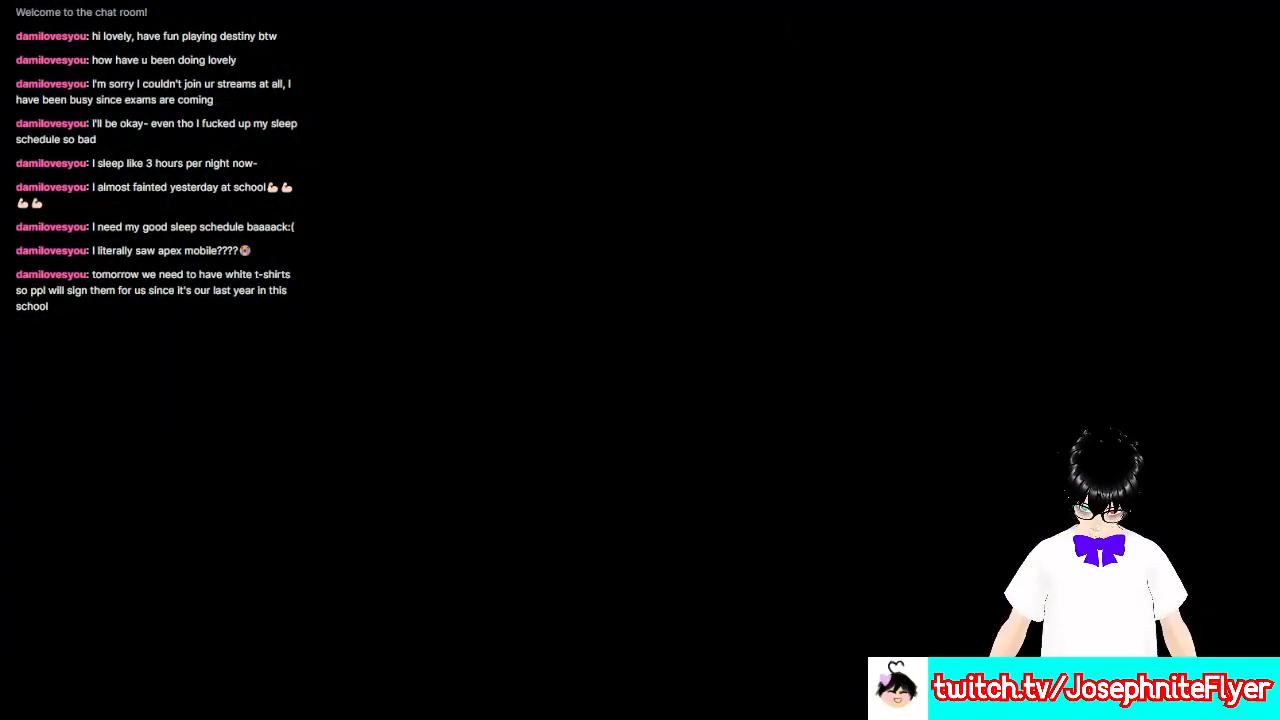 Welcome to the chat room!
damilovesyou: hi lovely, have fun playing destiny btw
damilovesyou: how have u been doing lovely
damilovesyou: I'm sorry I couldn't join ur streams at all, I
have been busy since exams are coming
damilovesyou: I'll be okay- even tho I fucked up my sleep
schedule so bad
damilovesyou: I sleep like 3 hours per night now-
damilovesyou: I almost fainted yesterday at school💪🏻💪🏻
💪🏻💪🏻
damilovesyou: I need my good sleep schedule baaaack:(
damilovesyou: I literally saw apex mobile????
damilovesyou: tomorrow we need to have white t-shirts
so ppl will sign them for us since it's our last year in this
school
twitch.tv/JosephniteFlyer